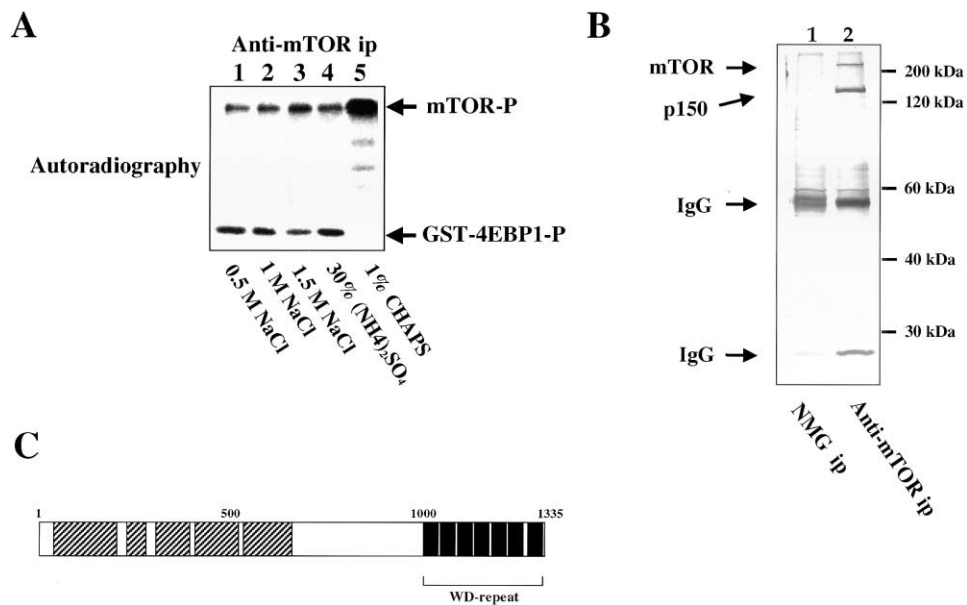 A
Anti-mTOR ip
1 2 3 4 5
mTOR-P
Autoradiography
GST-4EBP1-P
0.5 M NaCl
1 M NaCl
1.5 M NaCl
30% (NH4)₂SO₄
1% CHAPS
B
1 2
mTOR
200 kDa
p150
120 kDa
60 kDa
IgG
40 kDa
30 kDa
IgG
NMG ip
Anti-mTOR ip
C
1 500 1000 1335
WD-repeat